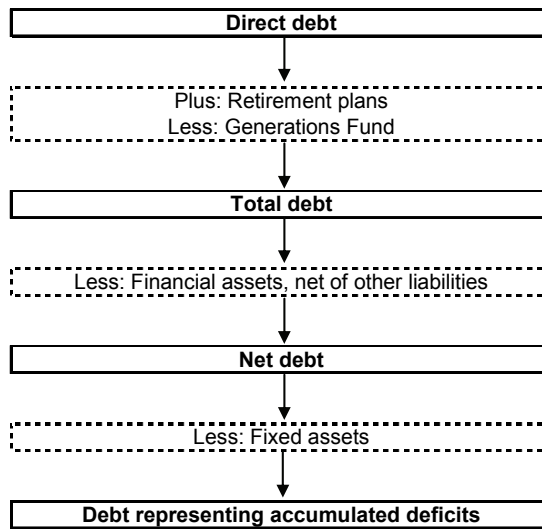 Direct debt
Plus: Retirement plans
Less: Generations Fund
Total debt
Less: Financial assets, net of other liabilities
Net debt
Less: Fixed assets
Debt representing accumulated deficits